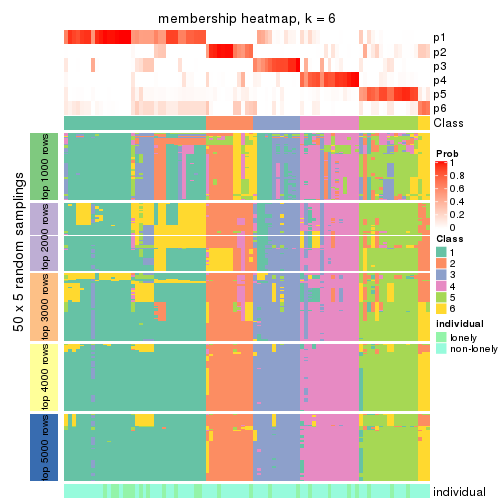 membership heatmap, k = 6
p1
p2
p3
p4
p5
p6
Class
50 x 5 random samplings
top 1000 rows
top 2000 rows
top 3000 rows
top 4000 rows
top 5000 rows
individual
Prob
1
0.8
0.6
0.4
0.2
0
Class
1
2
3
4
5
6
Individual
lonely
non-lonely